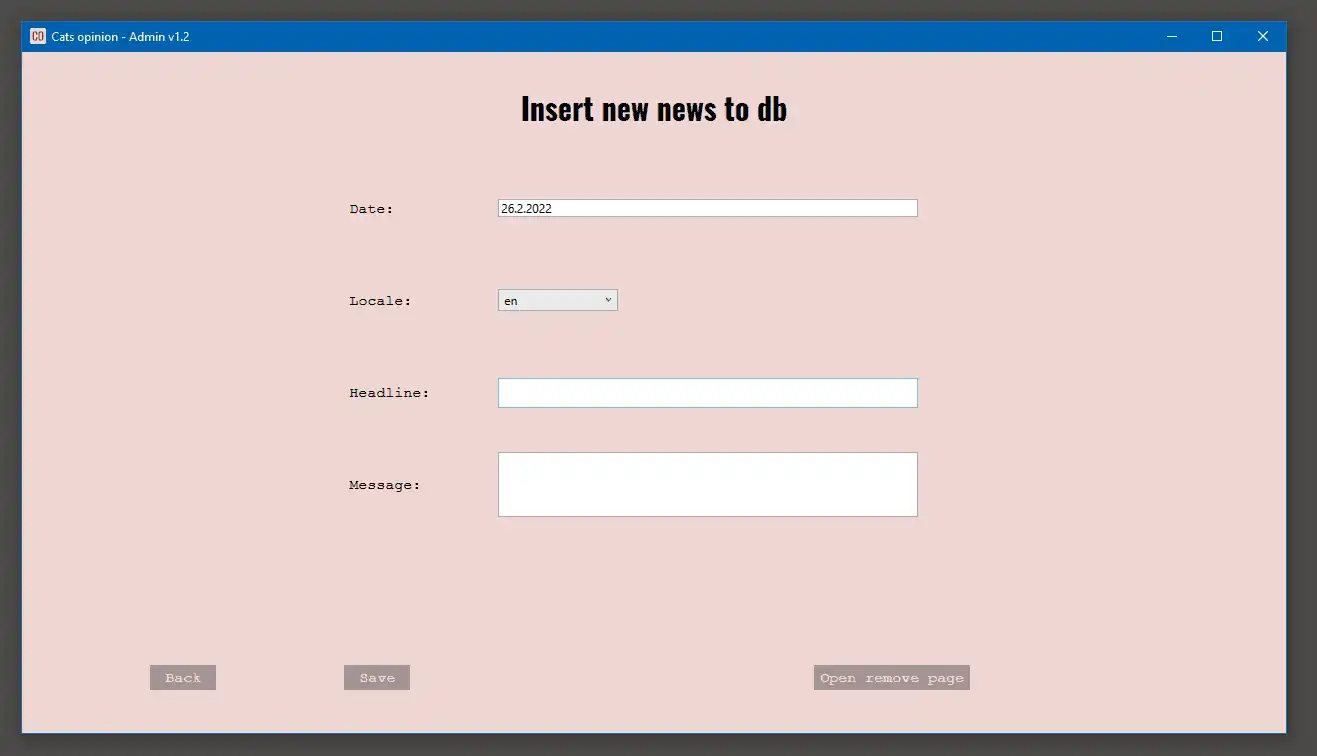 CO Cats opinion - Admin v1.2
Insert new news to db
Date: 26.2.2022
Locale: en
Headline:
Message:
Back Save Open remove page